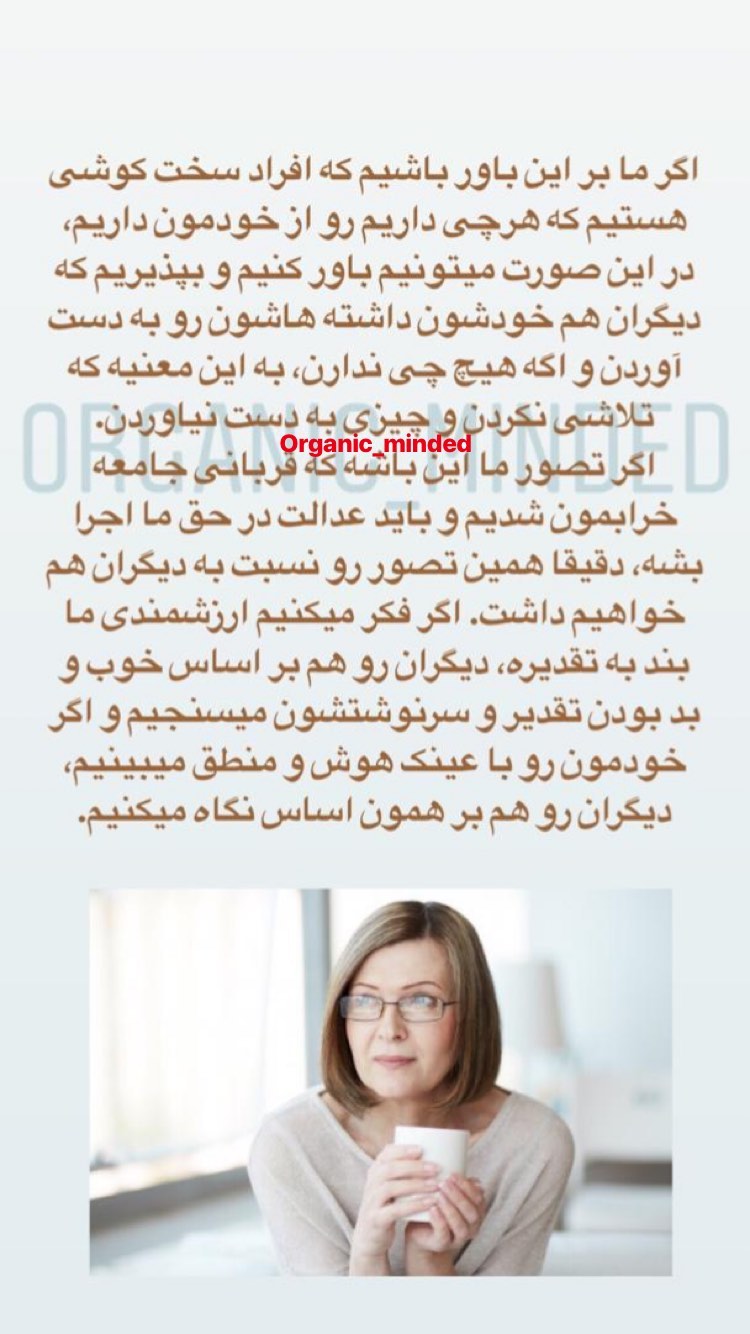 اگر ما بر این باور باشیم که افراد سخت کوشی
هستیم که هرچی داریم رو از خودمون داریم،
در این صورت میتونیم باور کنیم و بپذیریم که
دیگران هم خودشون داشته هاشون رو به دست
آوردن و اگه هیچ چی ندارن، به این معنیه که
تلاشی نکردن و چیزی به دست نیاوردن.
ORGANIC_MINDED
Organic_minded
اگر تصور ما این باشه که قربانی جامعه
خرابمون شدیم و باید عدالت در حق ما اجرا
بشه، دقیقا همین تصور رو نسبت به دیگران هم
خواهیم داشت. اگر فکر میکنیم ارزشمندی ما
بند به تقدیره، دیگران رو هم بر اساس خوب و
بد بودن تقدیر و سرنوشتشون میسنجیم و اگر
خودمون رو با عینک هوش و منطق میبینیم،
دیگران رو هم بر همون اساس نگاه میکنیم.